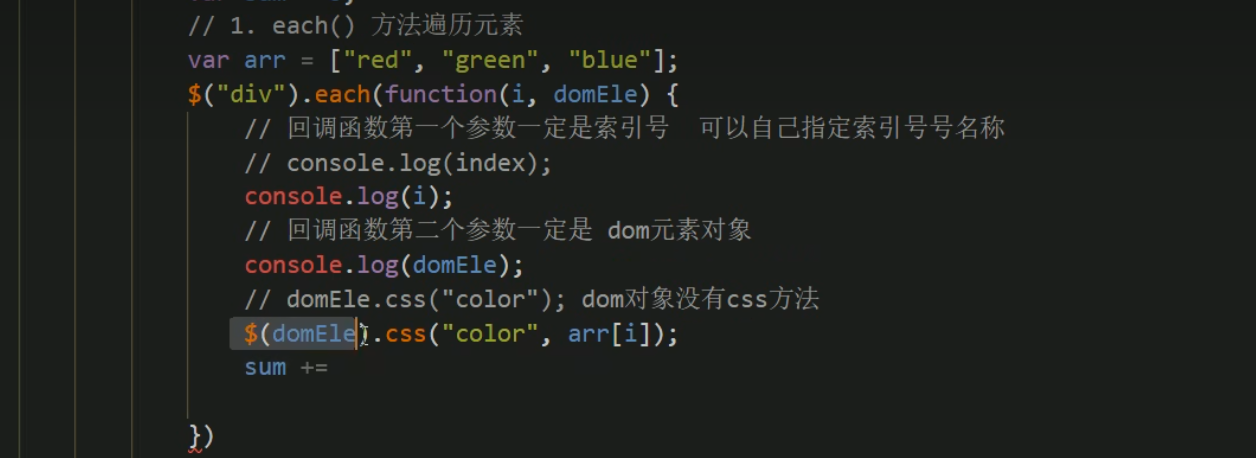 // 1. each() 方法遍历元素
var arr = ["red", "green", "blue"];
$("div").each(function(i, domEle) {
// 回调函数第一个参数一定是索引号  可以自己指定索引号号名称
// console.log(index);
console.log(i);
// 回调函数第二个参数一定是 dom元素对象
console.log(domEle);
// domEle.css("color"); dom对象没有css方法
$(domEle).css("color", arr[i]);
sum +=
})